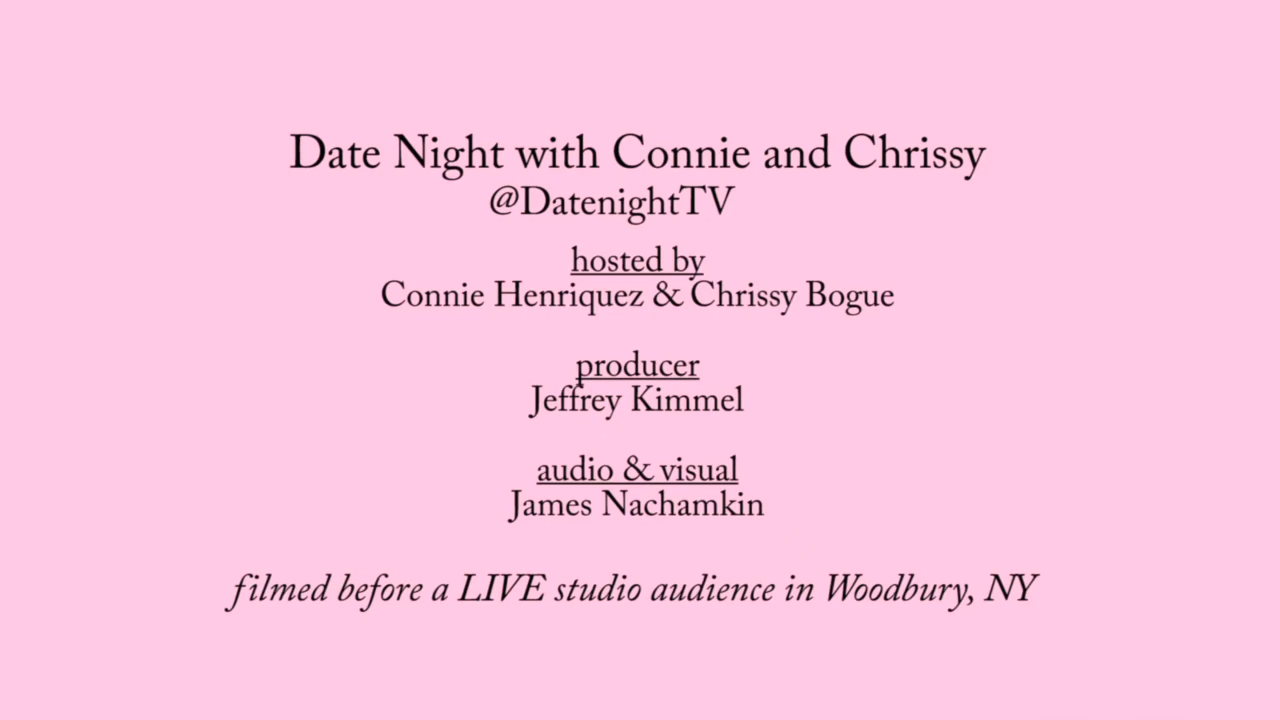 Date Night with Connie and Chrissy
@DatenightTV
hosted by
Connie Henriquez & Chrissy Bogue
producer
Jeffrey Kimmel
audio & visual
James Nachamkin
filmed before a LIVE studio audience in Woodbury, NY